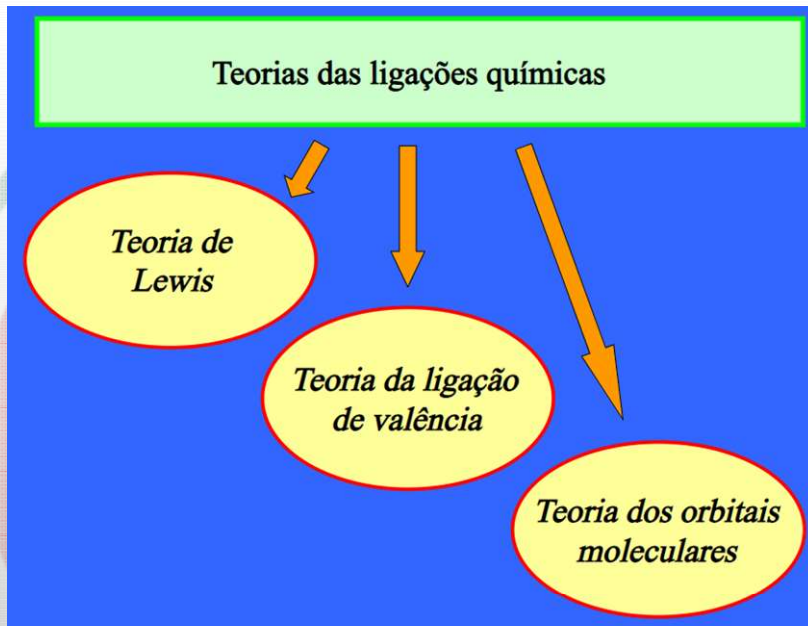 Teorias das ligações químicas
Teoria de
Lewis
Teoria da ligação
de valência
Teoria dos orbitais
moleculares